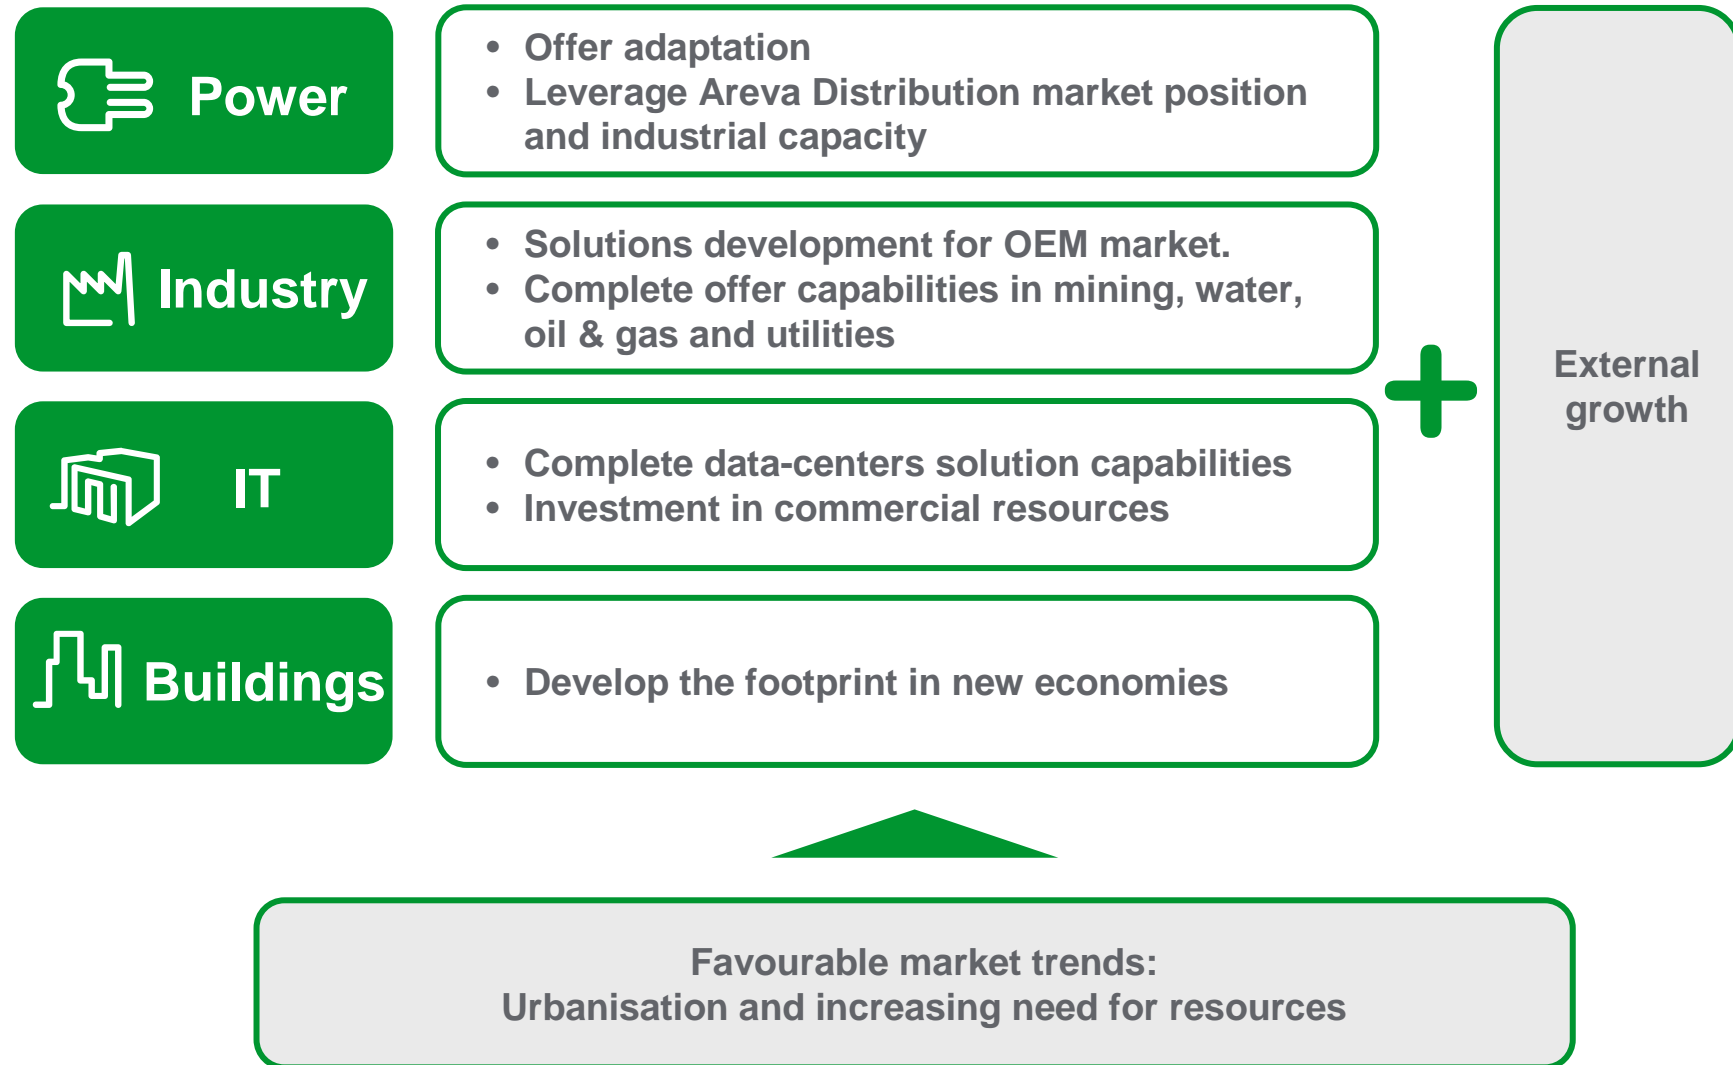 Power
• Offer adaptation
• Leverage Areva Distribution market position
and industrial capacity
Industry
• Solutions development for OEM market.
• Complete offer capabilities in mining, water,
oil & gas and utilities
IT
• Complete data-centers solution capabilities
• Investment in commercial resources
Buildings
• Develop the footprint in new economies
External
growth
Favourable market trends:
Urbanisation and increasing need for resources